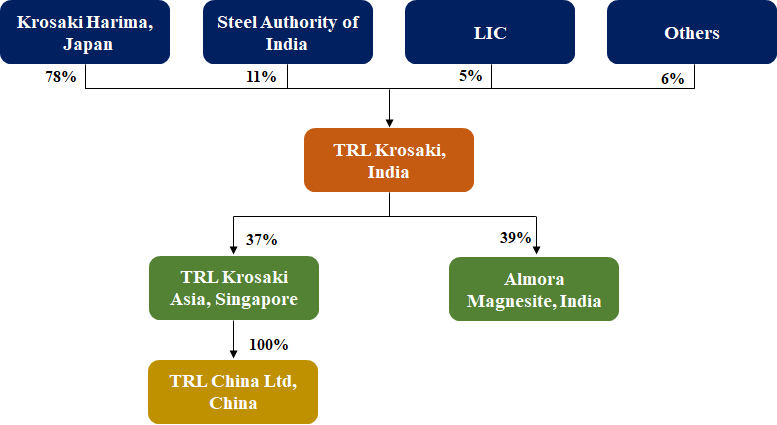 Krosaki Harima,
Japan
Steel Authority of
India
LIC
Others
78%
11%
5%
6%
TRL Krosaki,
India
37%
39%
TRL Krosaki
Asia, Singapore
Almora
Magnesite, India
100%
TRL China Ltd,
China